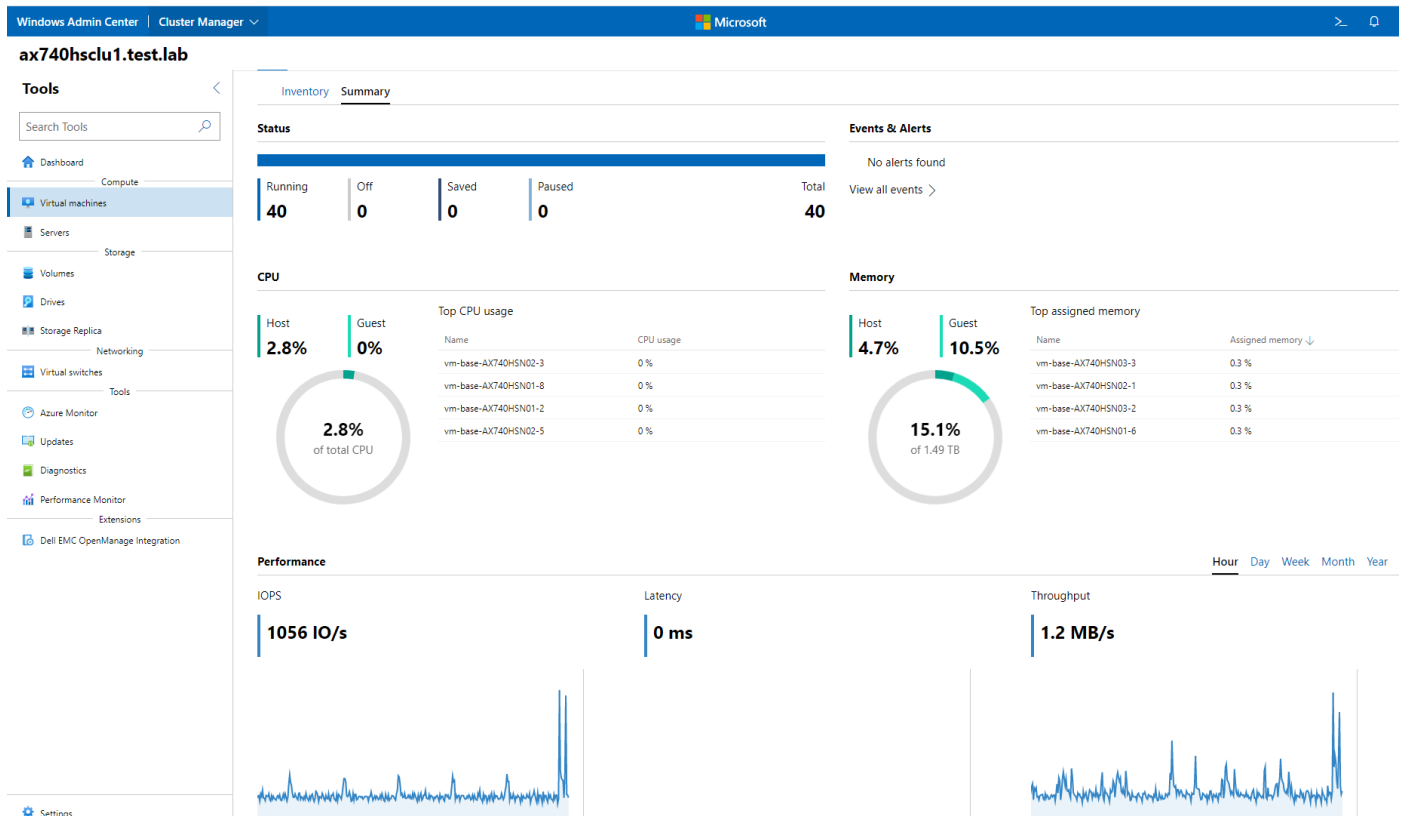 Windows Admin Center | Cluster Manager
Microsoft
ax740hsclu1.test.lab
Tools
Search Tools
Dashboard
Compute
Virtual machines
Servers
Storage
Volumes
Drives
Storage Replica
Networking
Virtual switches
Tools
Azure Monitor
Updates
Diagnostics
Performance Monitor
Extensions
Dell EMC OpenManage Integration
Settings
Inventory Summary
Status
Running Off Saved Paused Total
40 0 0 0 40
Events & Alerts
No alerts found
View all events
CPU
Host Guest
2.8% 0%
2.8%
of total CPU
Top CPU usage
Name CPU usage
vm-base-AX740HSN02-3 0 %
vm-base-AX740HSN01-8 0 %
vm-base-AX740HSN01-2 0 %
vm-base-AX740HSN02-5 0 %
Memory
Host Guest
4.7% 10.5%
15.1%
of 1.49 TB
Top assigned memory
Name Assigned memory
vm-base-AX740HSN03-3 0.3 %
vm-base-AX740HSN02-1 0.3 %
vm-base-AX740HSN03-2 0.3 %
vm-base-AX740HSN01-6 0.3 %
Performance
Hour Day Week Month Year
IOPS Latency Throughput
1056 IO/s 0 ms 1.2 MB/s